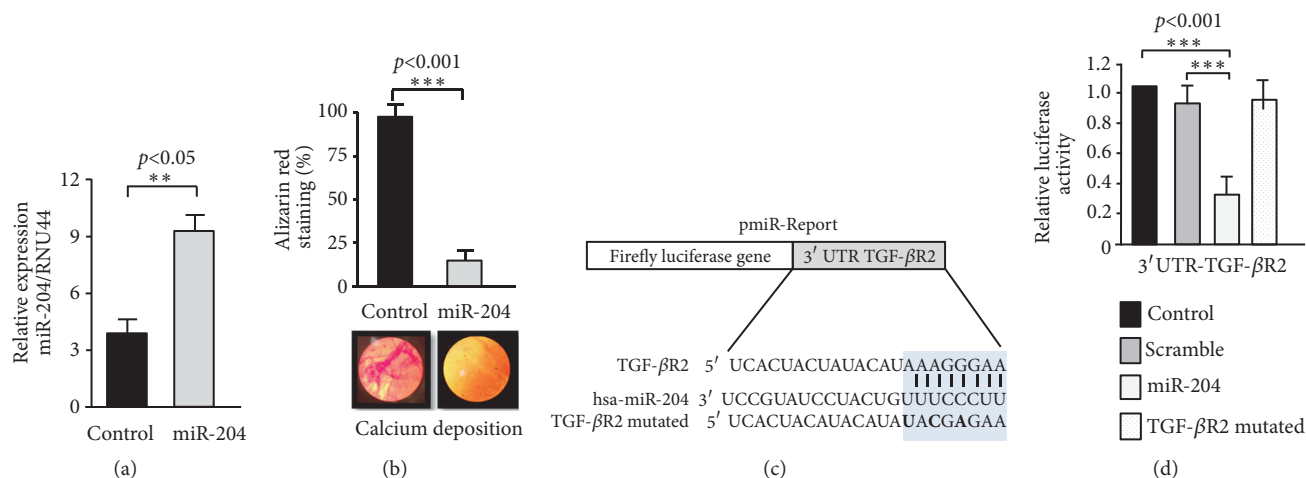 p<0.05
**
12
9
6
3
0
Relative expression
miR-204/RNU44
Control miR-204
(a)
p<0.001
***
100
75
50
25
0
Alizarin red
staining (%)
Control miR-204
Calcium deposition
(b)
pmiR-Report
Firefly luciferase gene 3′ UTR TGF-βR2
TGF-βR2 5′ UCACUACUAUACAUAAAGGGAA
hsa-miR-204 3′ UCCGUAUCCUACUGUUUCCCUU
TGF-βR2 mutated 5′ UCACUAUACAUACAUAUACGAGAA
(c)
p<0.001
***
***
1.2
1.0
0.8
0.6
0.4
0.2
0
Relative luciferase
activity
3′UTR-TGF-βR2
Control
Scramble
miR-204
TGF-βR2 mutated
(d)